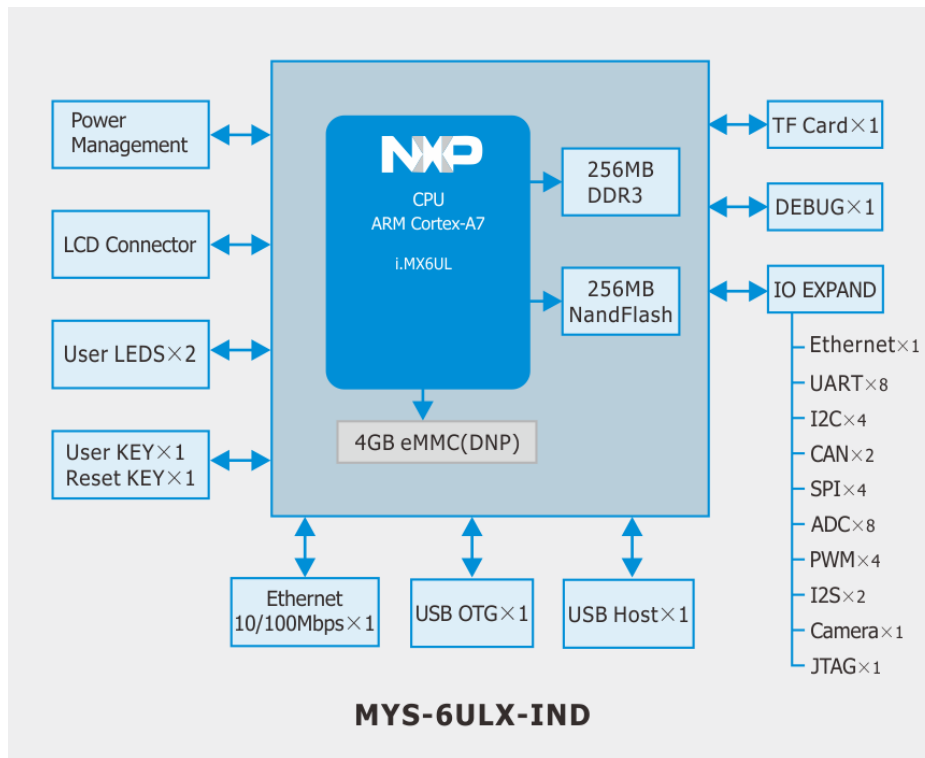 Power
Management
LCD Connector
User LEDS×2
User KEY×1
Reset KEY×1
NXP
CPU
ARM Cortex-A7
i.MX6UL
256MB
DDR3
256MB
NandFlash
4GB eMMC(DNP)
TF Card×1
DEBUG×1
IO EXPAND
Ethernet×1
UART×8
I2C×4
CAN×2
SPI×4
ADC×8
PWM×4
I2S×2
Camera×1
JTAG×1
Ethernet
10/100Mbps×1
USB OTG×1
USB Host×1
MYS-6ULX-IND